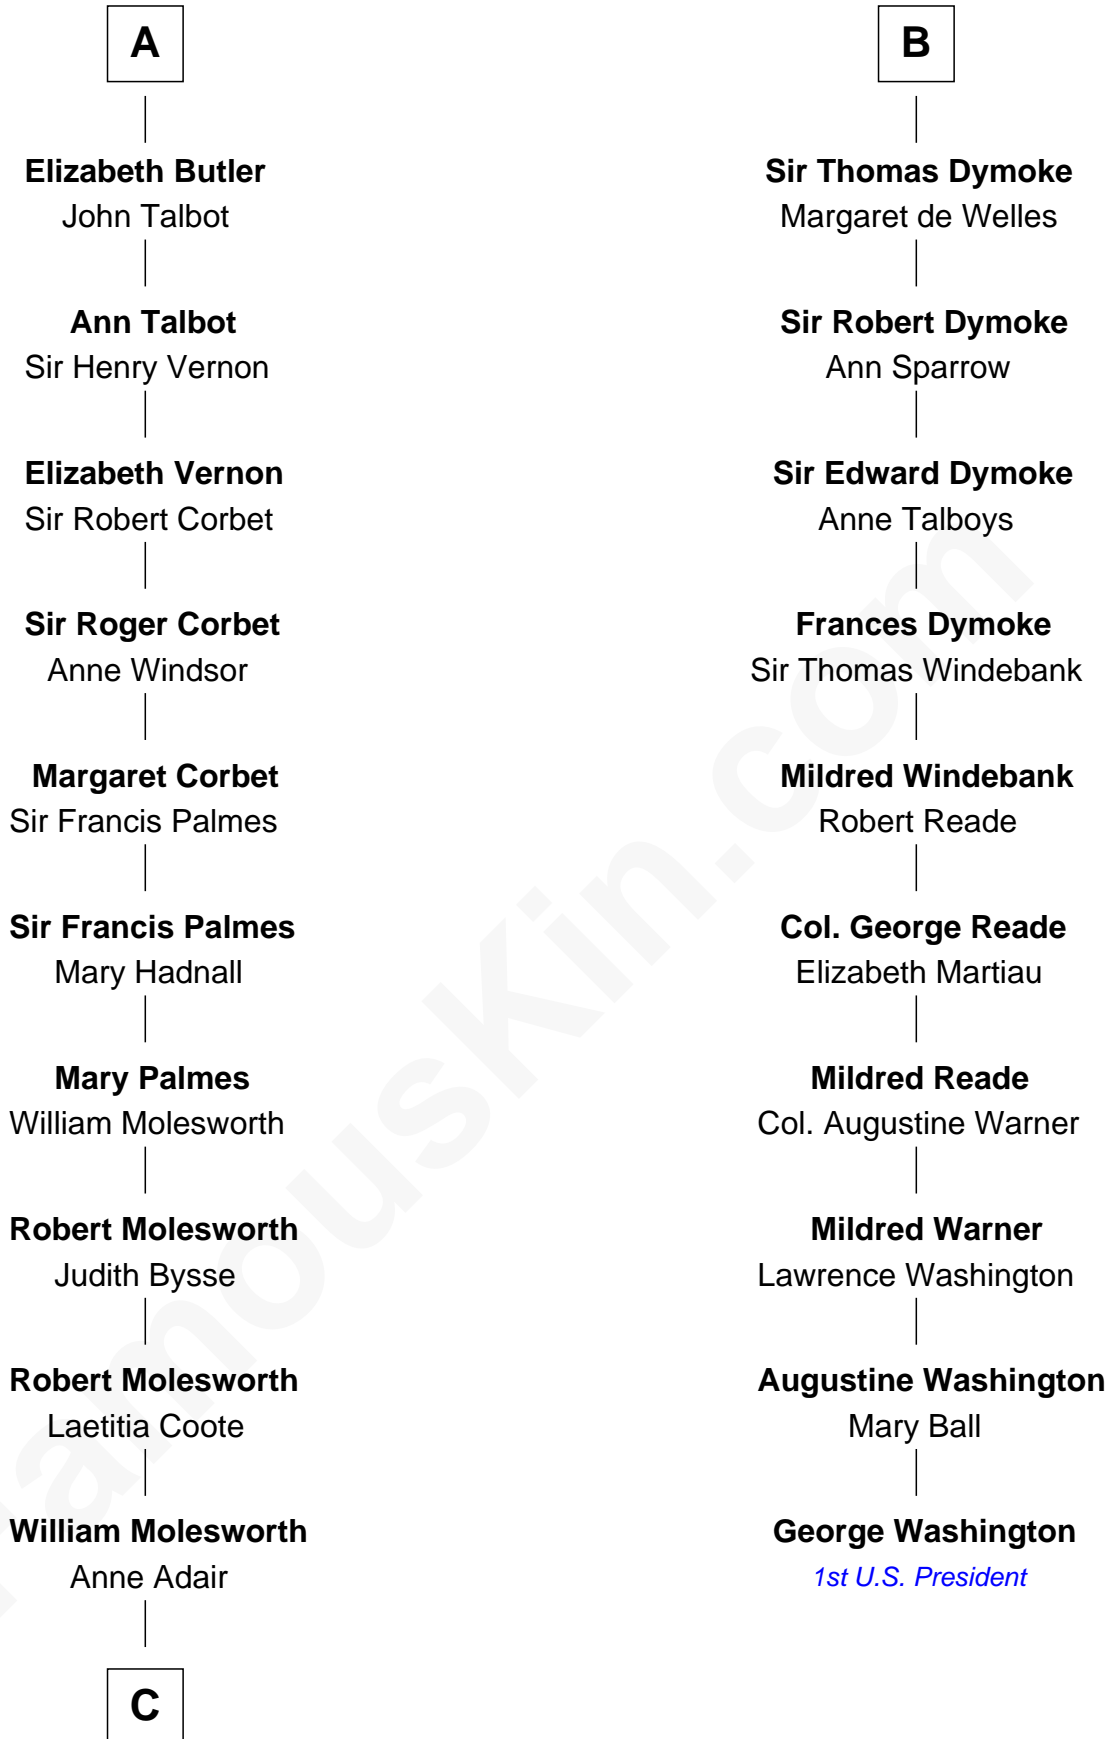 A
Elizabeth Butler
John Talbot
Ann Talbot
Sir Henry Vernon
Elizabeth Vernon
Sir Robert Corbet
Sir Roger Corbet
Anne Windsor
Margaret Corbet
Sir Francis Palmes
Sir Francis Palmes
Mary Hadnall
Mary Palmes
William Molesworth
Robert Molesworth
Judith Bysse
Robert Molesworth
Laetitia Coote
William Molesworth
Anne Adair
C
B
Sir Thomas Dymoke
Margaret de Welles
Sir Robert Dymoke
Ann Sparrow
Sir Edward Dymoke
Anne Talboys
Frances Dymoke
Sir Thomas Windebank
Mildred Windebank
Robert Reade
Col. George Reade
Elizabeth Martiau
Mildred Reade
Col. Augustine Warner
Mildred Warner
Lawrence Washington
Augustine Washington
Mary Ball
George Washington
1st U.S. President
FamousKin.com